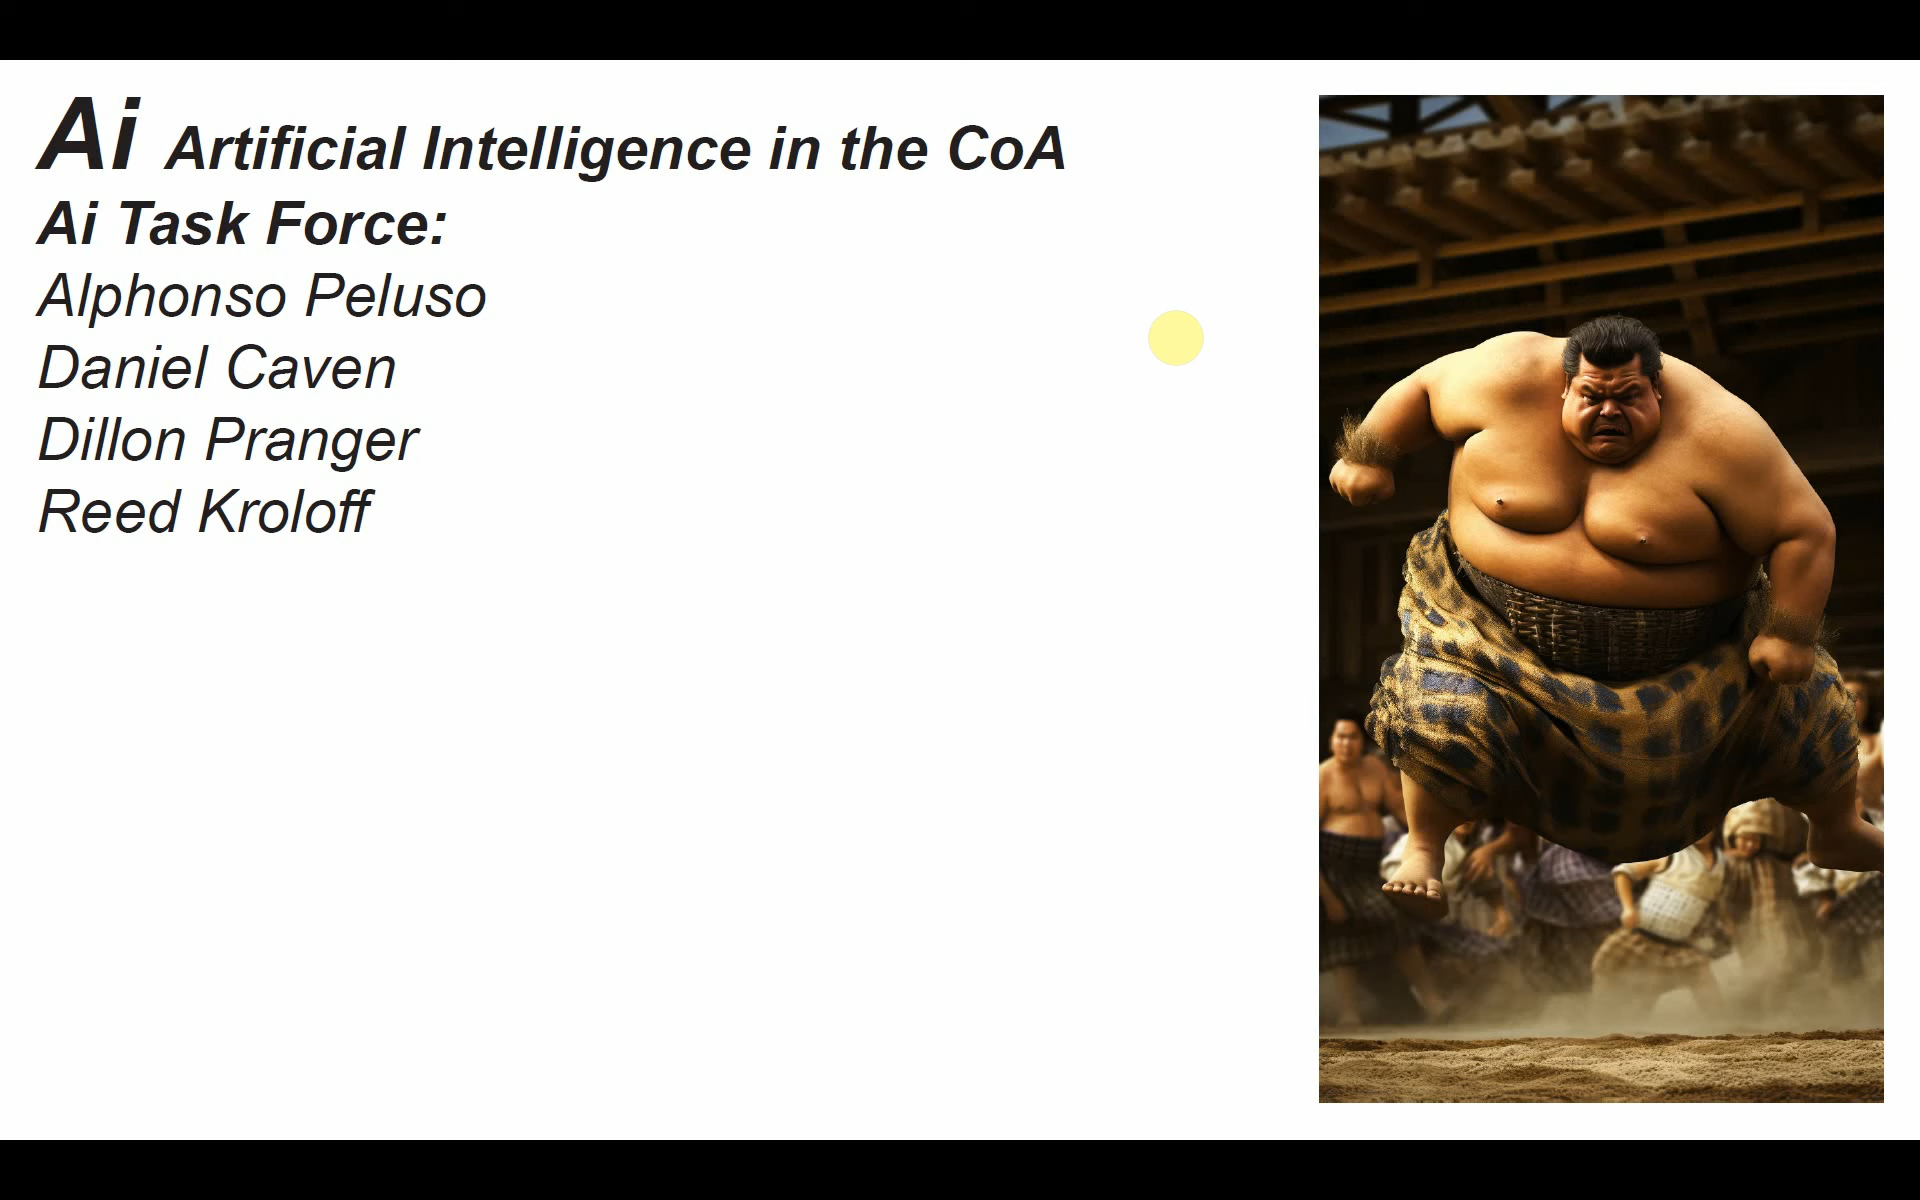 Ai Artificial Intelligence in the CoA
Ai Task Force:
Alphonso Peluso
Daniel Caven
Dillon Pranger
Reed Kroloff